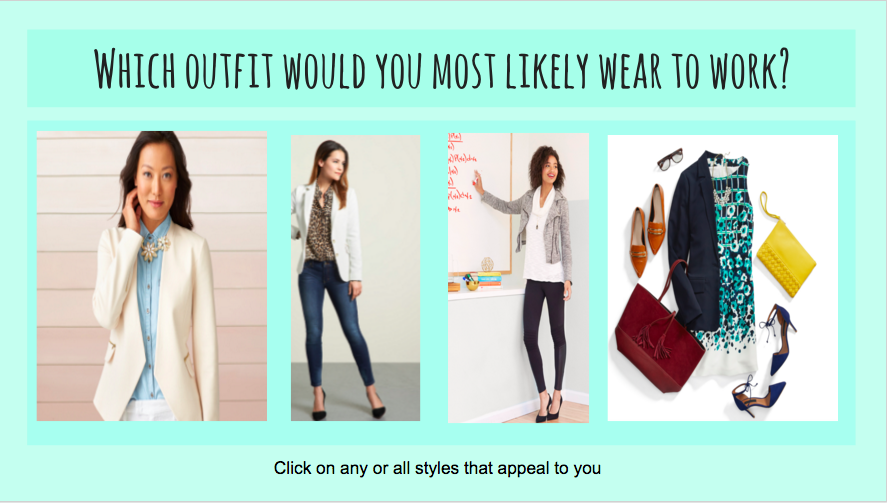 Which outfit would you most likely wear to work?
Click on any or all styles that appeal to you